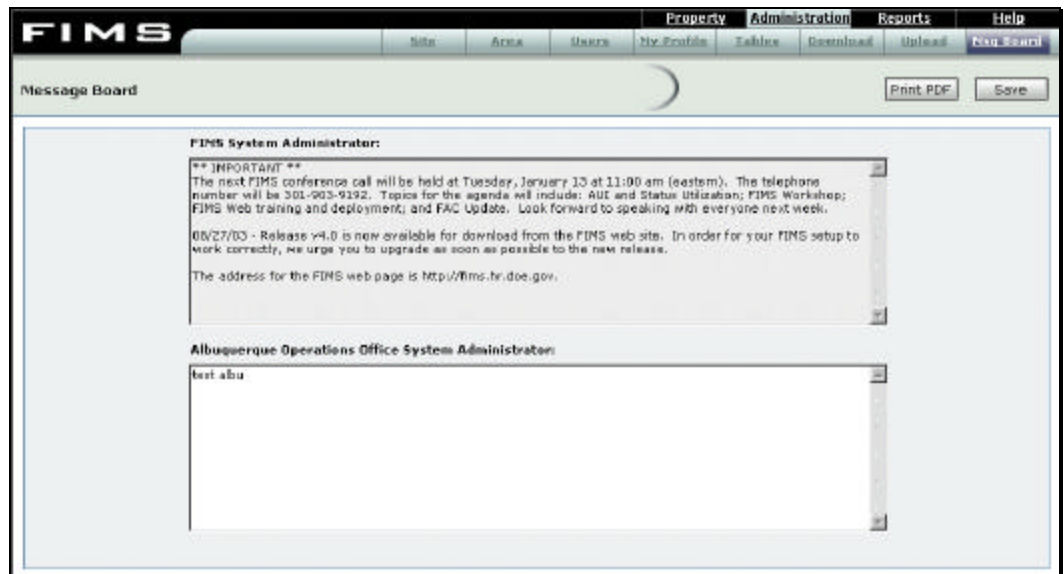 FIMS
Property Administration Reports Help
Site Area Users My Profile Tables Download Upload Msg Board
Message Board
Print PDF Save
FIMS System Administrator:
** IMPORTANT **
The next FIMS conference call will be held at Tuesday, January 13 at 11:00 am (eastern). The telephone
number will be 301-903-9192. Topics for the agenda will include: AUI and Status Utilization; FIMS Workshop;
FIMS Web training and deployment; and FAC Update. Look forward to speaking with everyone next week.
08/27/03 - Release v4.0 is now available for download from the FIMS web site. In order for your FIMS setup to
work correctly, we urge you to upgrade as soon as possible to the new release.
The address for the FIMS web page is http://fims.hr.doe.gov.
Albuquerque Operations Office System Administrator:
test albu